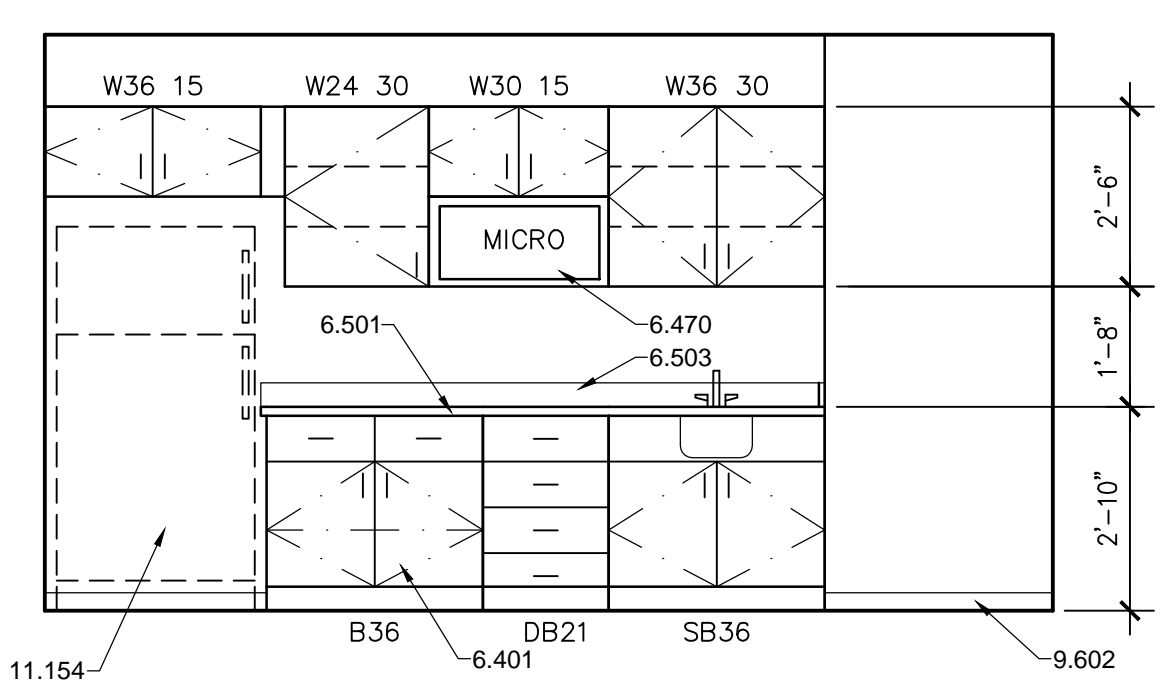 W36 15
W24 30
W30 15
W36 30
2'-6"
MICRO
6.470
6.501
6.503
1'-8"
2'-10"
B36
DB21
SB36
6.401
9.602
11.154